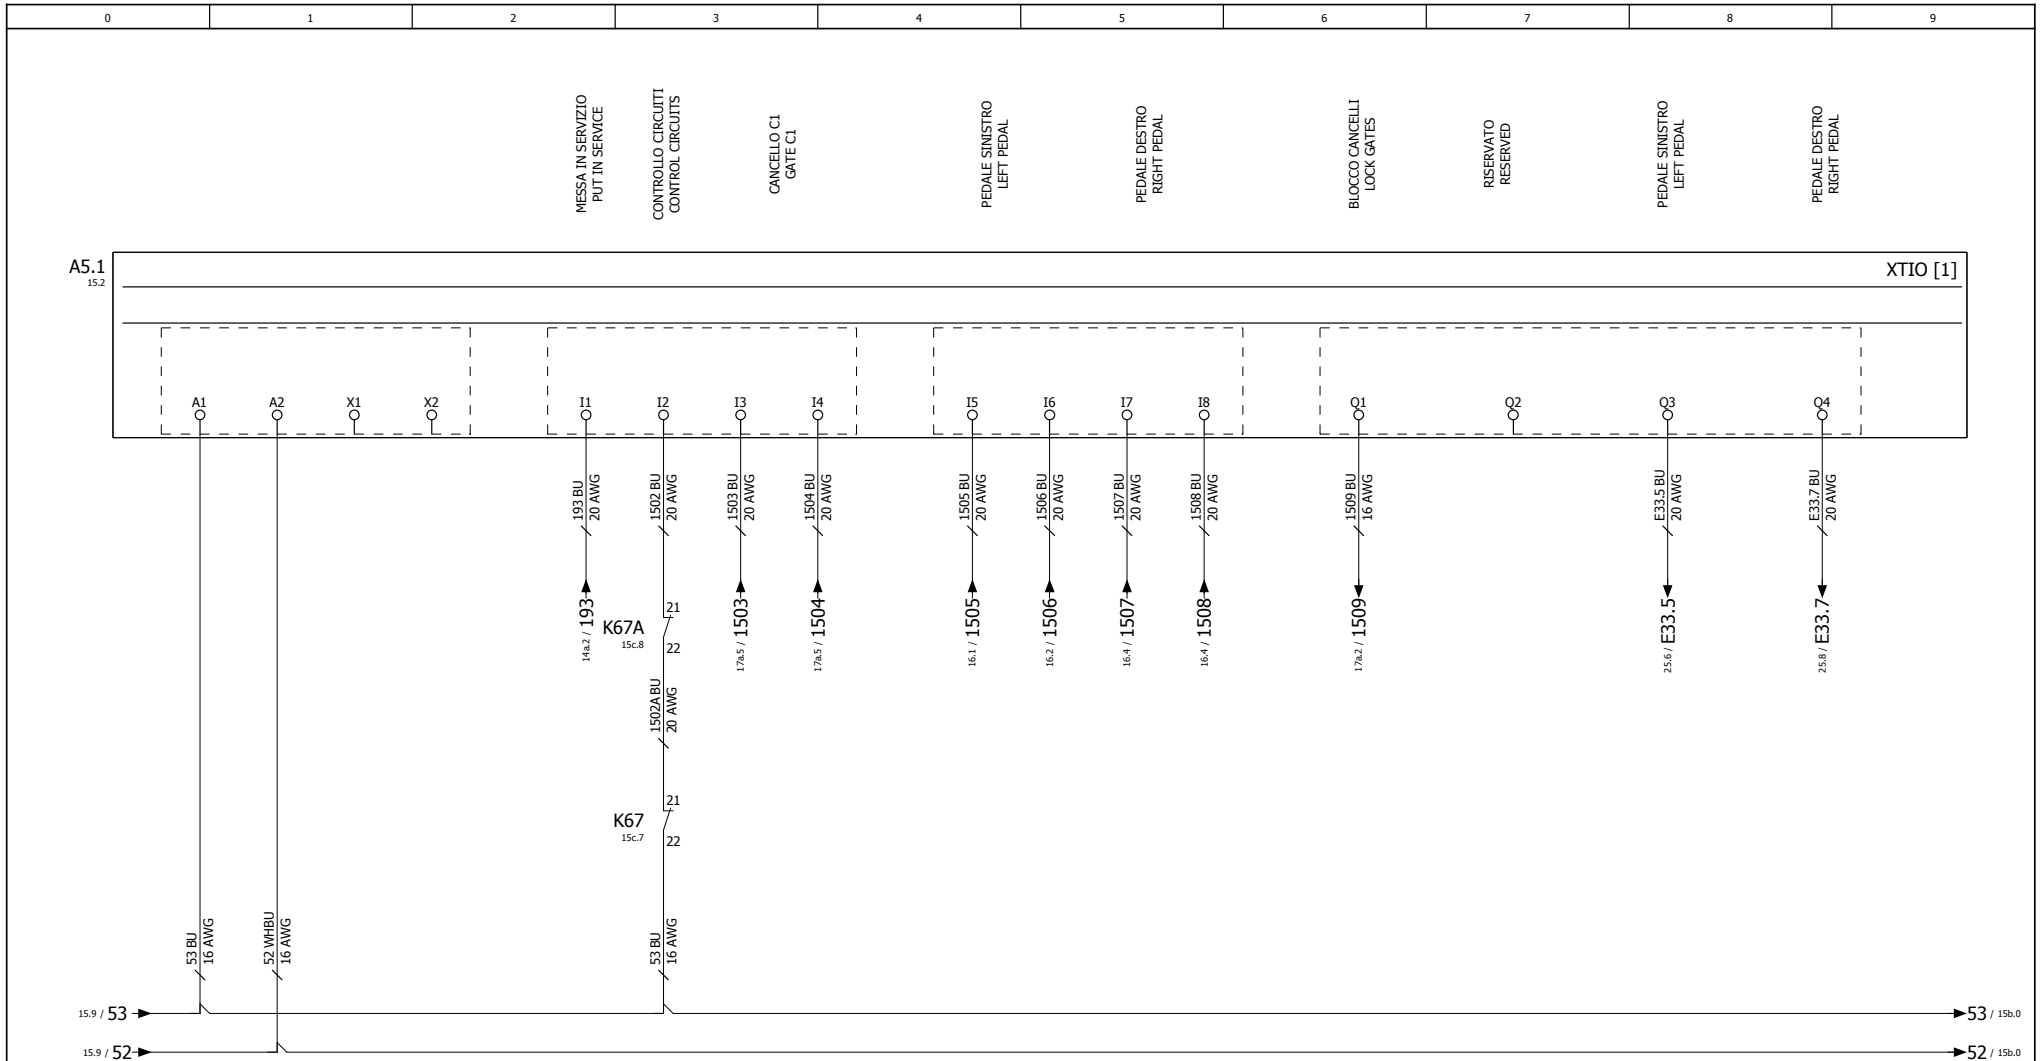 0 1 2 3 4 5 6 7 8 9
MESSA IN SERVIZIO
PUT IN SERVICE
CONTROLLO CIRCUITI
CONTROL CIRCUITS
CANCELLO C1
GATE C1
PEDALE SINISTRO
LEFT PEDAL
PEDALE DESTRO
RIGHT PEDAL
BLOCCO CANCELLI
LOCK GATES
RISERVATO
RESERVED
PEDALE SINISTRO
LEFT PEDAL
PEDALE DESTRO
RIGHT PEDAL
A5.1
15.2
XTIO [1]
A1 A2 X1 X2 I1 I2 I3 I4 I5 I6 I7 I8 Q1 Q2 Q3 Q4
193 BU
20 AWG
1502 BU
20 AWG
1503 BU
20 AWG
1504 BU
20 AWG
1505 BU
20 AWG
1506 BU
20 AWG
1507 BU
20 AWG
1508 BU
20 AWG
1509 BU
16 AWG
E33.5 BU
20 AWG
E33.7 BU
20 AWG
14a.2 / 193
K67A
15c.8
21
22
17a.5 / 1503
17a.5 / 1504
16.1 / 1505
16.2 / 1506
16.4 / 1507
16.4 / 1508
17a.2 / 1509
25.6 / E33.5
25.8 / E33.7
1502A BU
20 AWG
K67
15c.7
21
22
53 BU
16 AWG
52 WHBU
16 AWG
53 BU
16 AWG
15.9 / 53
53 / 15b.0
15.9 / 52
52 / 15b.0